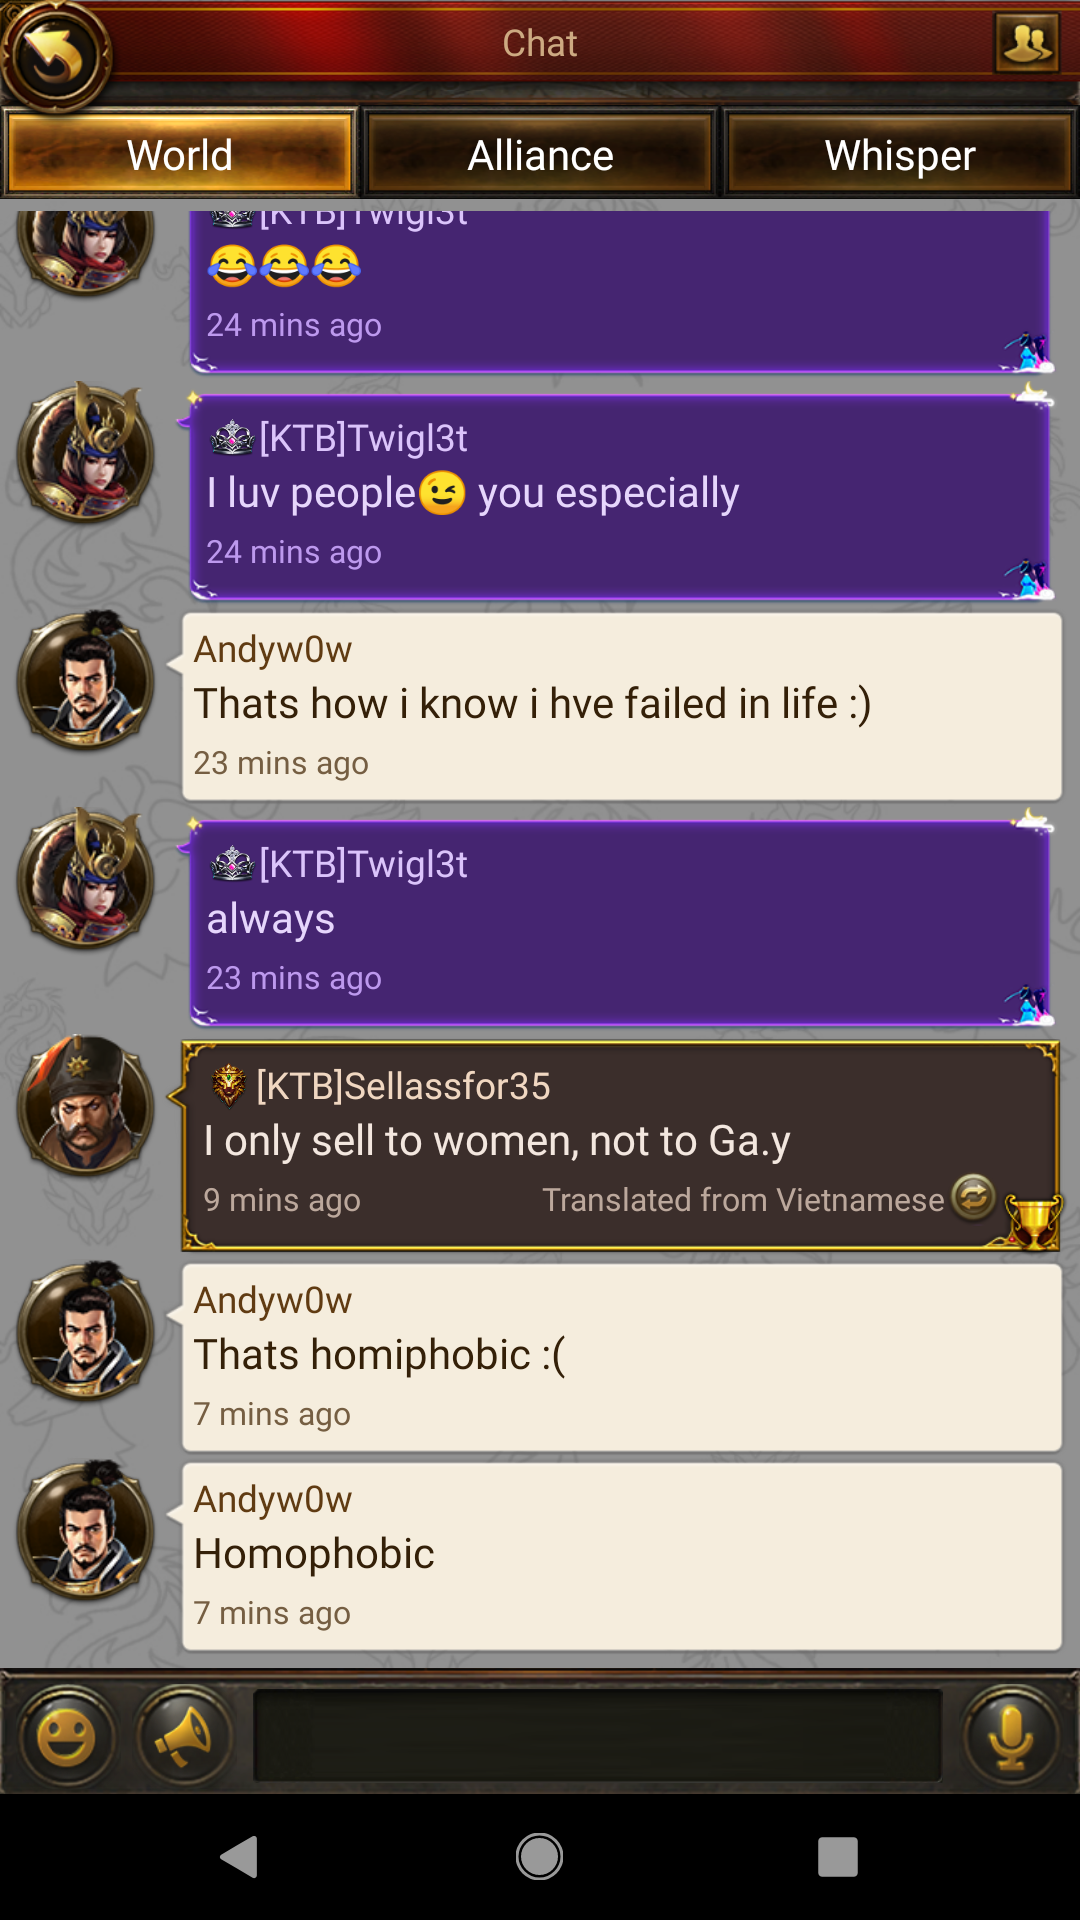 Chat
World
Alliance
Whisper
[KTB]Twigl3t
😂😂😂
24 mins ago
[KTB]Twigl3t
I luv people😉 you especially
24 mins ago
Andyw0w
Thats how i know i hve failed in life :)
23 mins ago
[KTB]Twigl3t
always
23 mins ago
[KTB]Sellassfor35
I only sell to women, not to Ga.y
9 mins ago
Translated from Vietnamese
Andyw0w
Thats homiphobic :(
7 mins ago
Andyw0w
Homophobic
7 mins ago